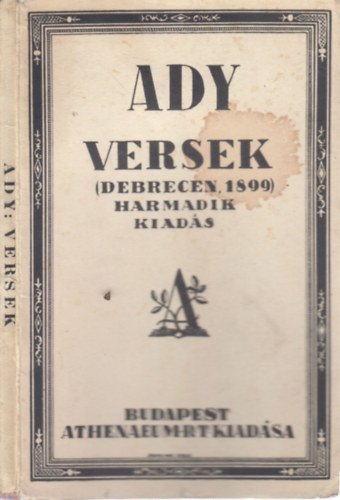 ADY
VERSEK
(DEBRECEN, 1899)
HARMADIK
KIADÁS
A
BUDAPEST
ATHENAEUM·R·T·KIADÁSA
ADY: VERSEK